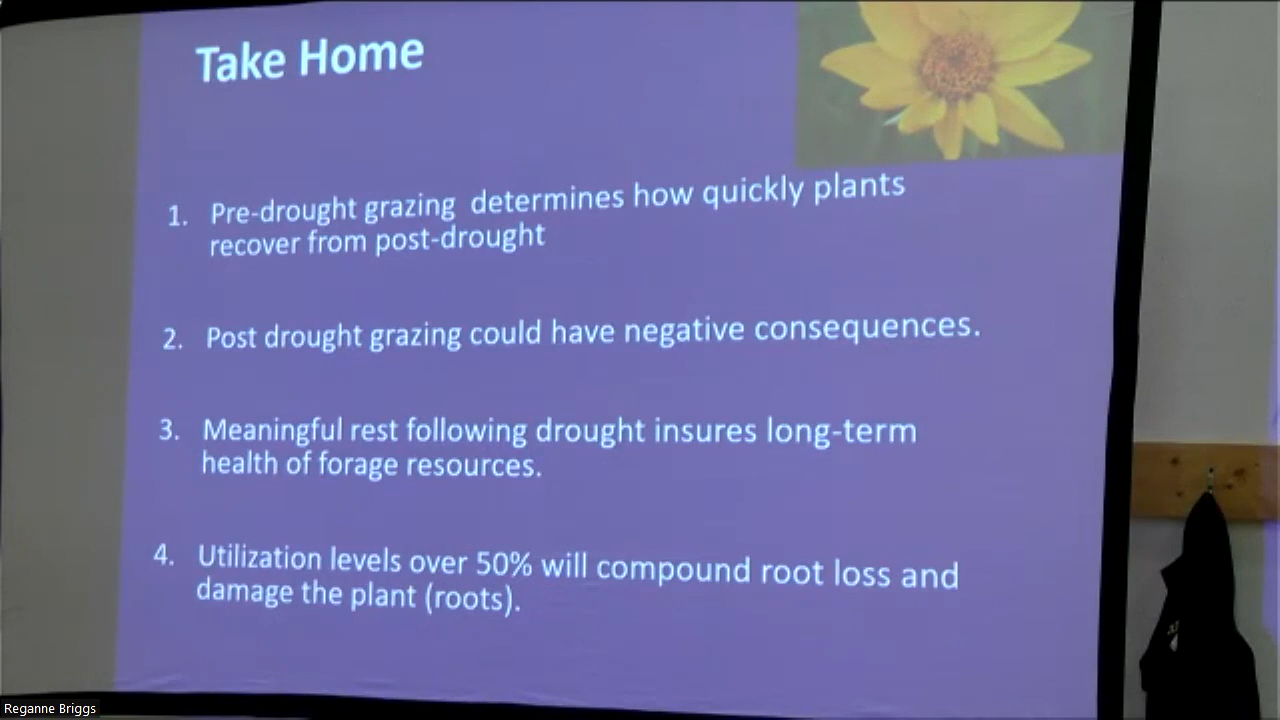 Take Home
1. Pre-drought grazing determines how quickly plants
recover from post-drought
2. Post drought grazing could have negative consequences.
3. Meaningful rest following drought insures long-term
health of forage resources.
4. Utilization levels over 50% will compound root loss and
damage the plant (roots).
Reganne Briggs